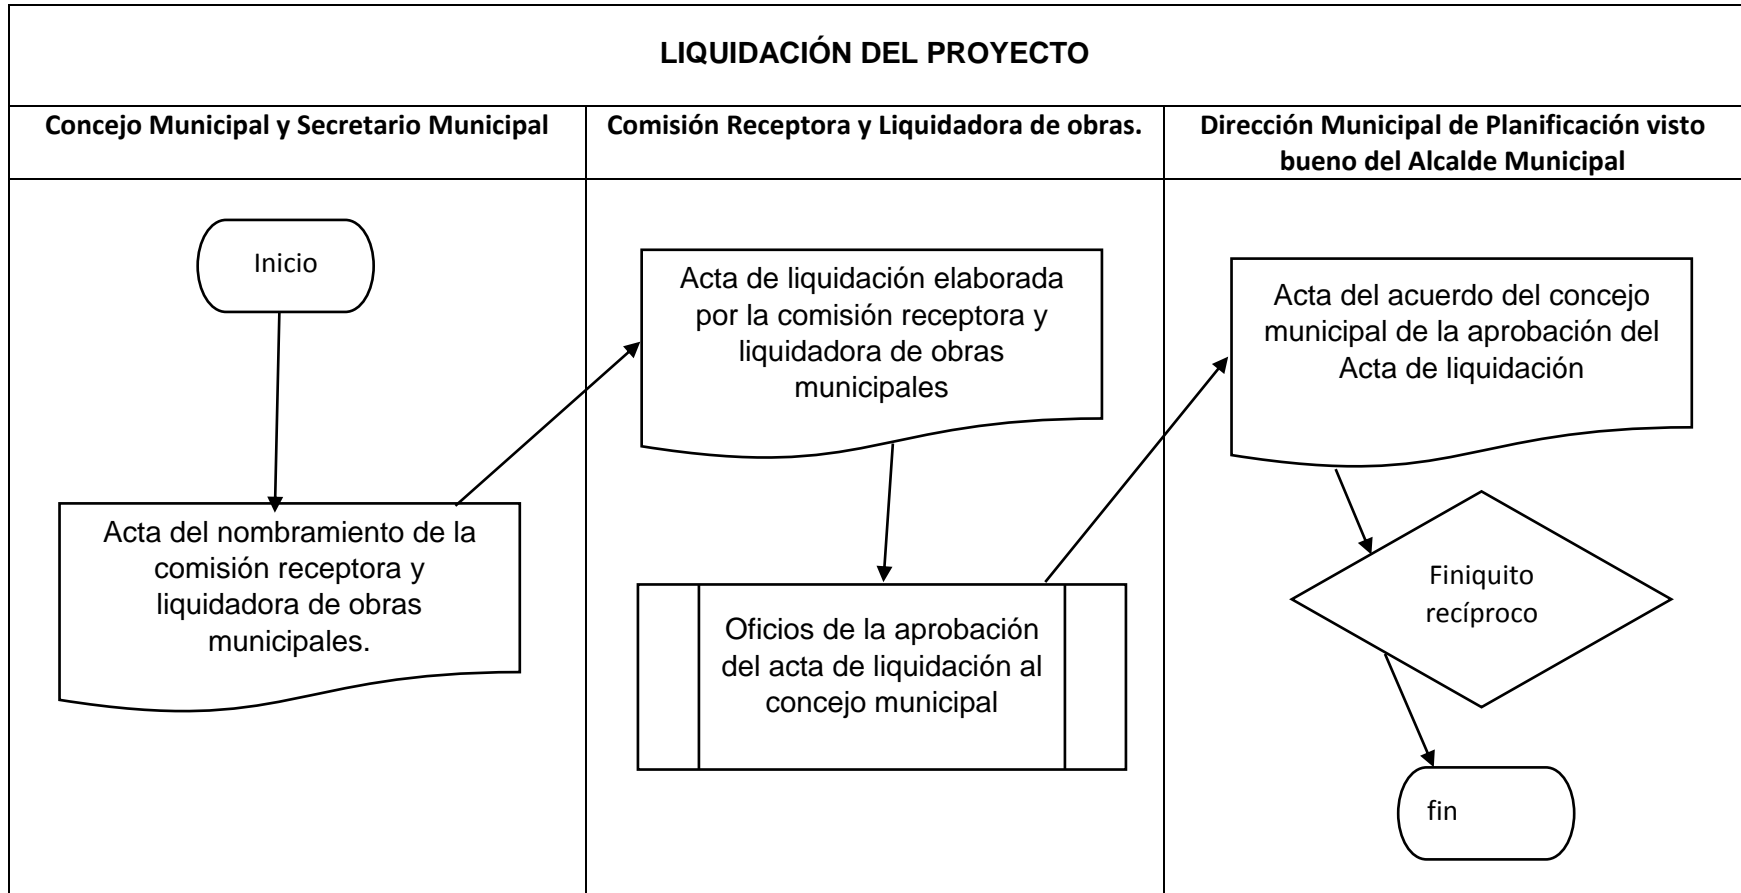 LIQUIDACIÓN DEL PROYECTO
Concejo Municipal y Secretario Municipal
Comisión Receptora y Liquidadora de obras.
Dirección Municipal de Planificación visto
bueno del Alcalde Municipal
Inicio
Acta del nombramiento de la
comisión receptora y
liquidadora de obras
municipales.
Acta de liquidación elaborada
por la comisión receptora y
liquidadora de obras
municipales
Oficios de la aprobación
del acta de liquidación al
concejo municipal
Acta del acuerdo del concejo
municipal de la aprobación del
Acta de liquidación
Finiquito
recíproco
fin